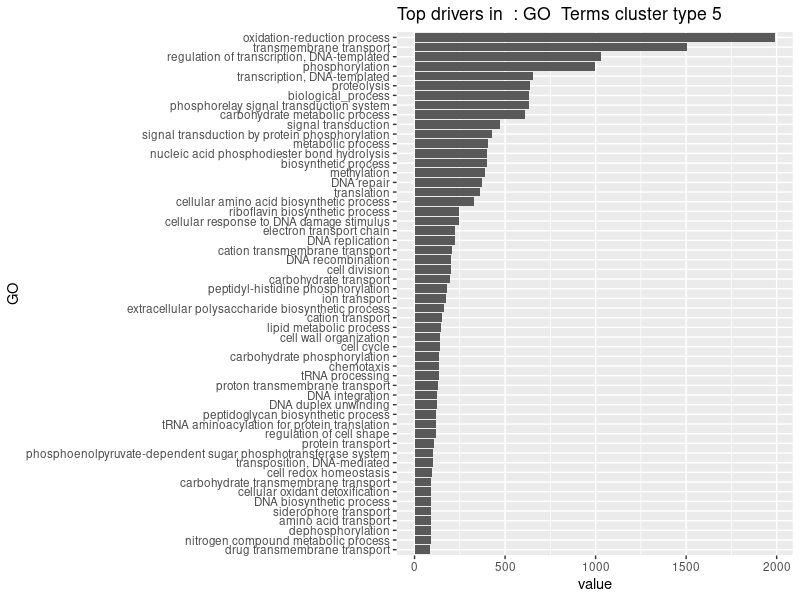 Top drivers in  : GO  Terms cluster type 5
oxidation-reduction process
transmembrane transport
regulation of transcription, DNA-templated
phosphorylation
transcription, DNA-templated
proteolysis
biological_process
phosphorelay signal transduction system
carbohydrate metabolic process
signal transduction
signal transduction by protein phosphorylation
metabolic process
nucleic acid phosphodiester bond hydrolysis
biosynthetic process
methylation
DNA repair
translation
cellular amino acid biosynthetic process
riboflavin biosynthetic process
cellular response to DNA damage stimulus
electron transport chain
DNA replication
cation transmembrane transport
DNA recombination
cell division
carbohydrate transport
peptidyl-histidine phosphorylation
ion transport
extracellular polysaccharide biosynthetic process
cation transport
lipid metabolic process
cell wall organization
cell cycle
carbohydrate phosphorylation
chemotaxis
tRNA processing
proton transmembrane transport
DNA integration
DNA duplex unwinding
peptidoglycan biosynthetic process
tRNA aminoacylation for protein translation
regulation of cell shape
protein transport
phosphoenolpyruvate-dependent sugar phosphotransferase system
transposition, DNA-mediated
cell redox homeostasis
carbohydrate transmembrane transport
cellular oxidant detoxification
DNA biosynthetic process
siderophore transport
amino acid transport
dephosphorylation
nitrogen compound metabolic process
drug transmembrane transport
GO
0 500 1000 1500 2000
value